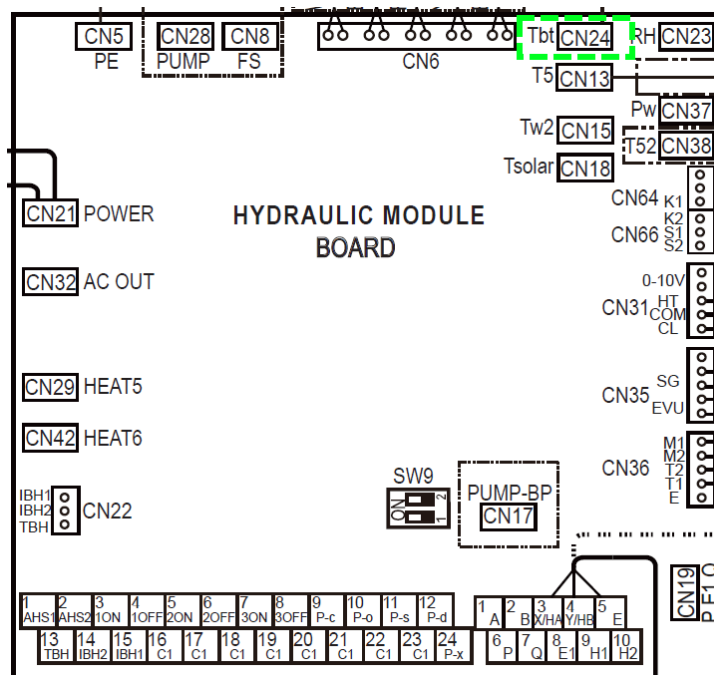 CN5 CN28 CN8 Tbt CN24 RH CN23
PE PUMP FS CN6
T5 CN13
Pw CN37
Tw2 CN15
T52 CN38
Tsolar CN18
CN64 K1
CN21 POWER
HYDRAULIC MODULE
BOARD
K2
CN66 S1
S2
CN32 AC OUT
0-10V
HT
CN31 COM
CL
CN29 HEAT5
SG
CN35
EVU
CN42 HEAT6
M1
M2
CN36 T2
T1
E
SW9
ON 2
1
PUMP-BP
CN17
IBH1
IBH2 CN22
TBH
CN19
P E1 Q
1 2 3 4 5 6 7 8 9 10 11 12
AHS1 AHS2 1ON 1OFF 2ON 2OFF 3ON 3OFF P-c P-o P-s P-d
13 14 15 16 17 18 19 20 21 22 23 24
TBH IBH2 IBH1 C1 C1 C1 C1 C1 C1 C1 C1 P-x
1 2 3 4 5
A B X/HA Y/HB E
6 7 8 9 10
P Q E1 H1 H2